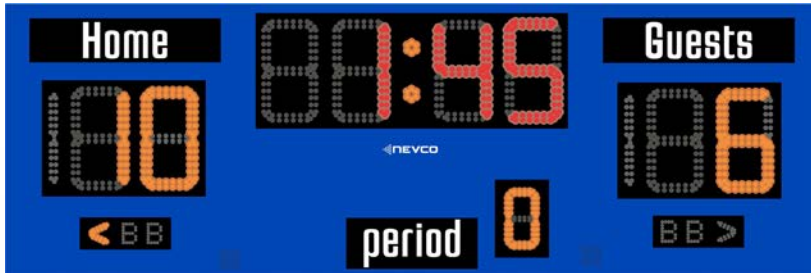 Home
1:45
Guests
10
6
NEVCO
<BB
period
0
BB>